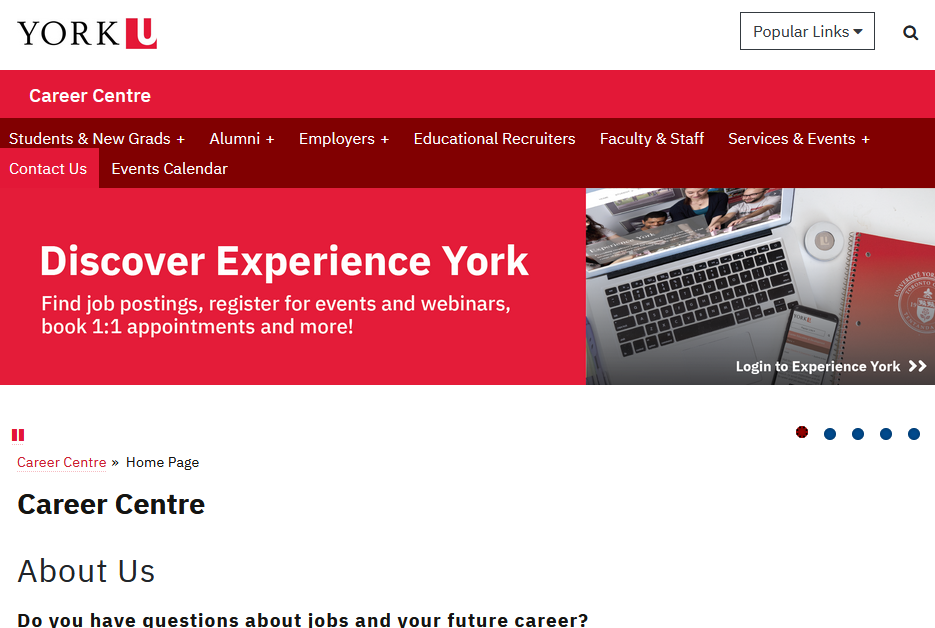 YORK U
Popular Links
Career Centre
Students & New Grads +
Alumni +
Employers +
Educational Recruiters
Faculty & Staff
Services & Events +
Contact Us
Events Calendar
Discover Experience York
Find job postings, register for events and webinars,
book 1:1 appointments and more!
Experience York
Login to Experience York
Career Centre » Home Page
Career Centre
About Us
Do you have questions about jobs and your future career?